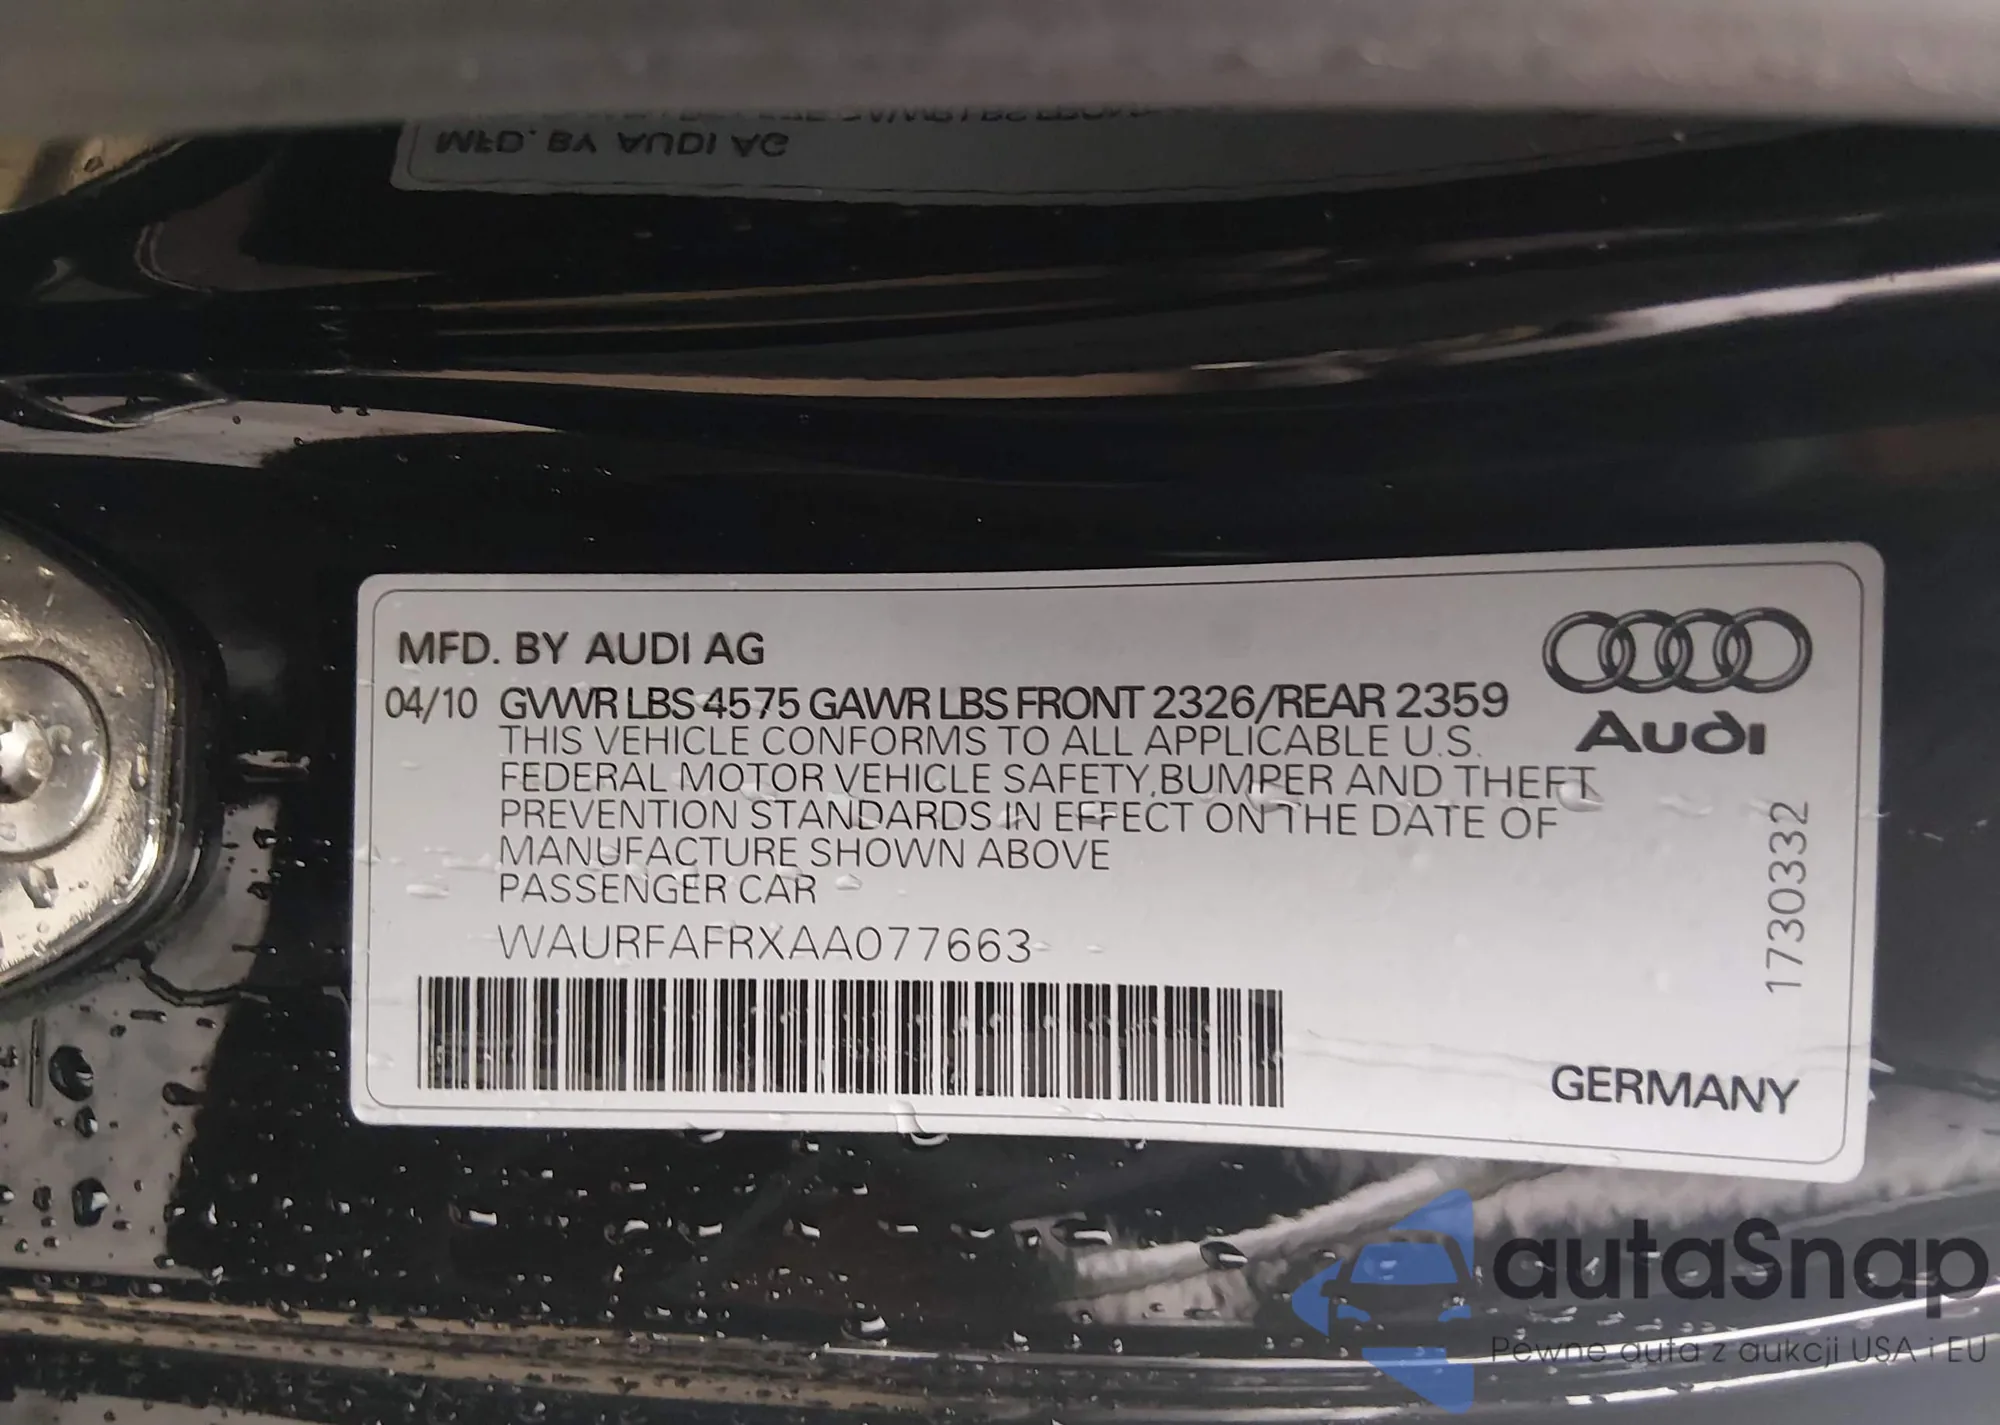 MFD. BY AUDI AG
MFD. BY AUDI AG
04/10 GVWR LBS 4575 GAWR LBS FRONT 2326/REAR 2359
THIS VEHICLE CONFORMS TO ALL APPLICABLE U.S.
FEDERAL MOTOR VEHICLE SAFETY,BUMPER AND THEFT
PREVENTION STANDARDS IN EFFECT ON THE DATE OF
MANUFACTURE SHOWN ABOVE
PASSENGER CAR
WAURFAFRXAA077663
Audi
1730332
GERMANY
autaSnap
Pewne auta z aukcji USA i EU